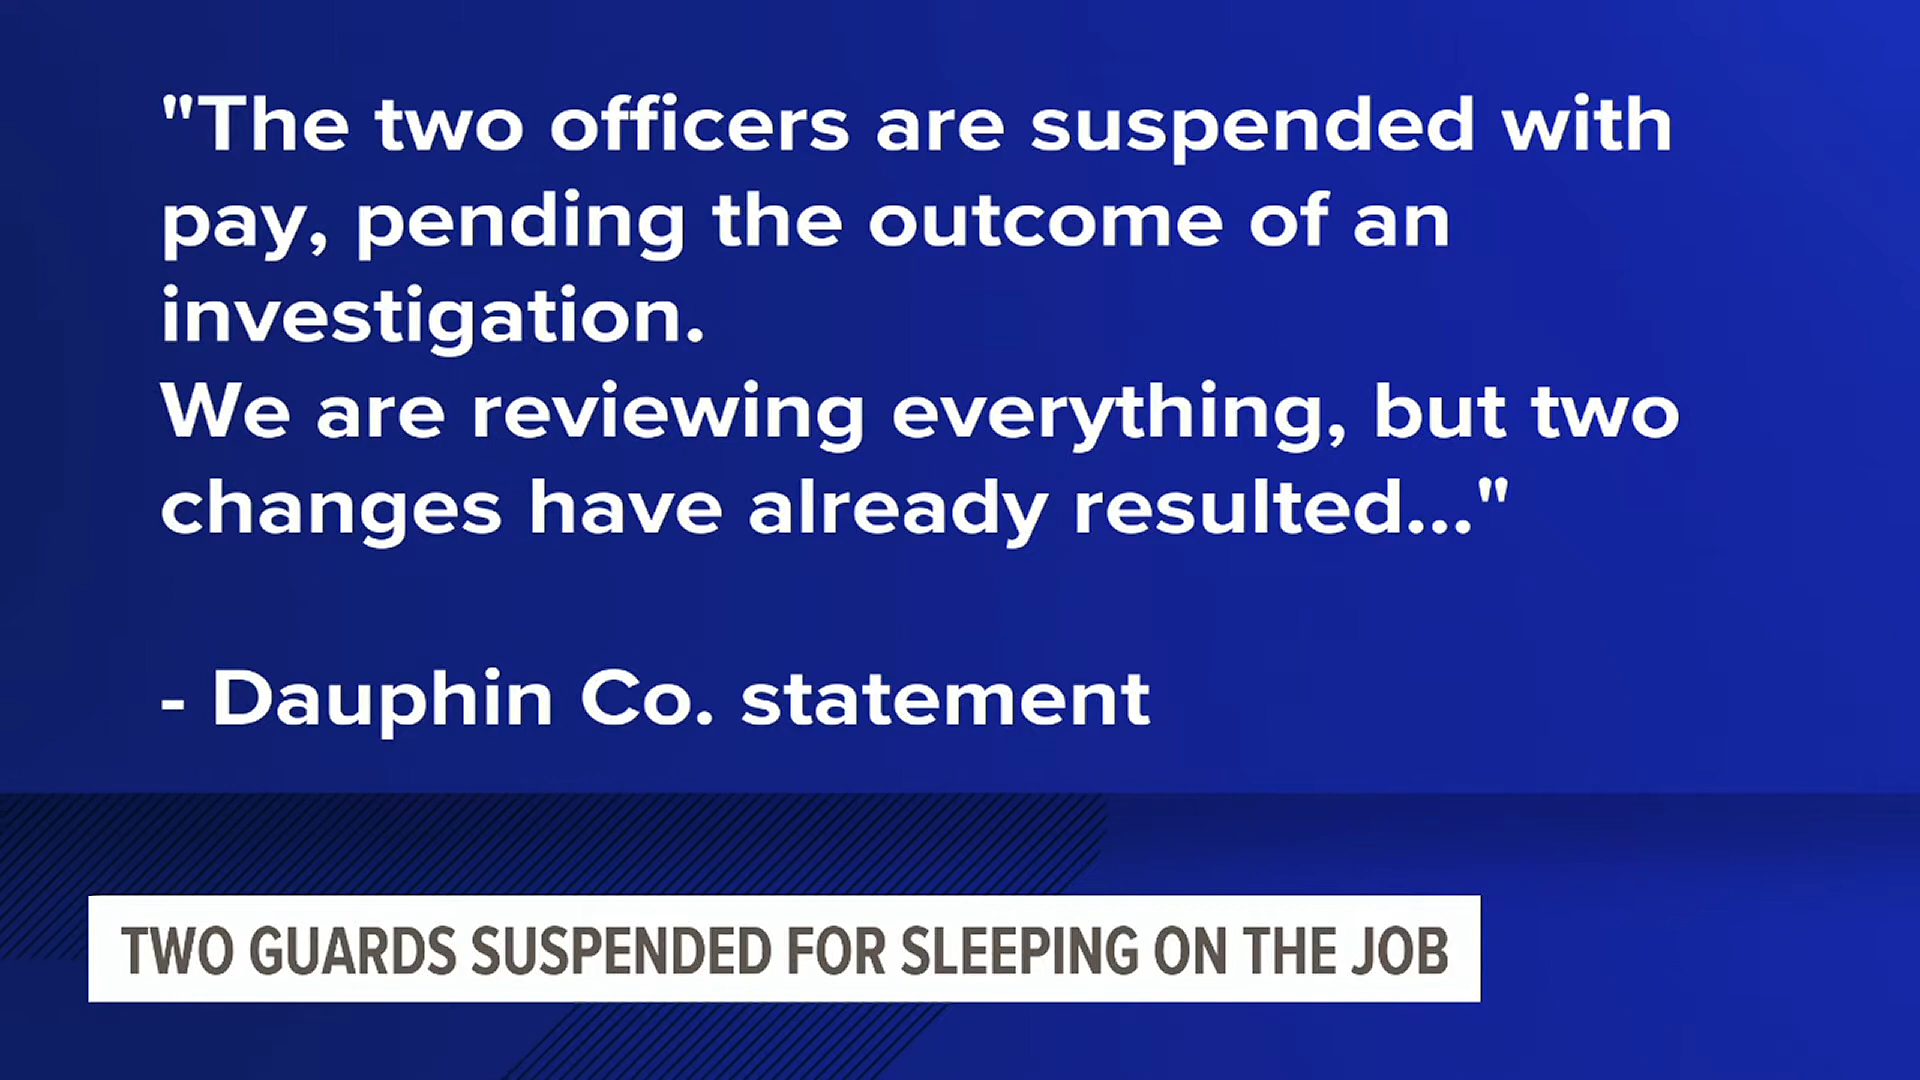 "The two officers are suspended with
pay, pending the outcome of an
investigation.
We are reviewing everything, but two
changes have already resulted..."
- Dauphin Co. statement
TWO GUARDS SUSPENDED FOR SLEEPING ON THE JOB